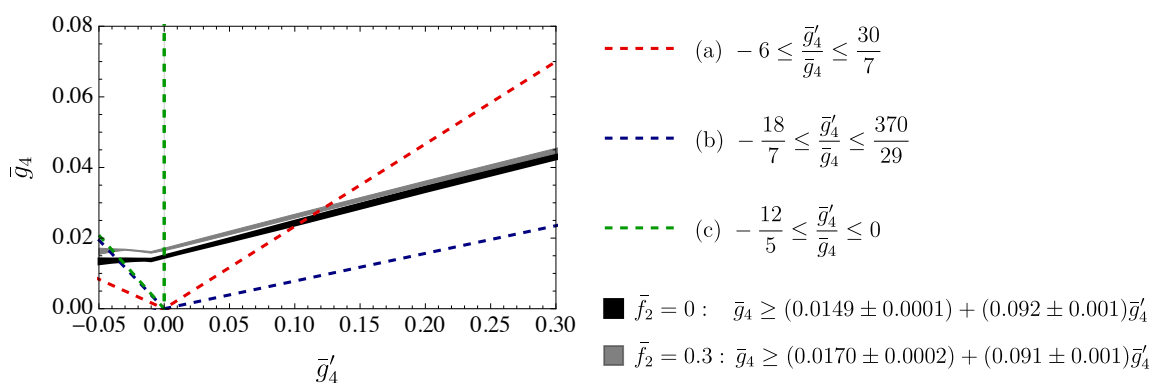 0.08
0.06
0.04
0.02
0.00
−0.05 0.00 0.05 0.10 0.15 0.20 0.25 0.30
ḡ₄
ḡ′₄
(a) − 6 ≤ ḡ′₄/ḡ₄ ≤ 30/7
(b) − 18/7 ≤ ḡ′₄/ḡ₄ ≤ 370/29
(c) − 12/5 ≤ ḡ′₄/ḡ₄ ≤ 0
f̄₂ = 0 : ḡ₄ ≥ (0.0149 ± 0.0001) + (0.092 ± 0.001)ḡ′₄
f̄₂ = 0.3 : ḡ₄ ≥ (0.0170 ± 0.0002) + (0.091 ± 0.001)ḡ′₄